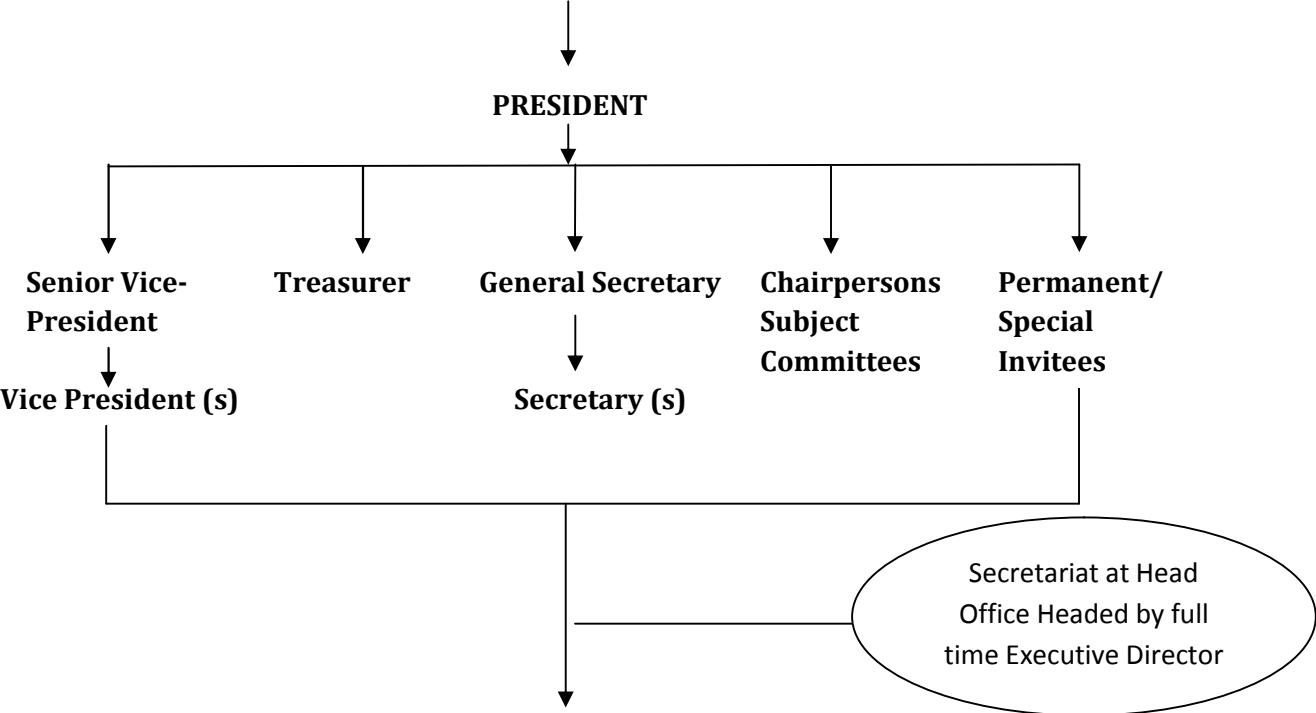 PRESIDENT
Senior Vice-
President
Treasurer
General Secretary
Chairpersons
Subject
Committees
Permanent/
Special
Invitees
Vice President (s)
Secretary (s)
Secretariat at Head
Office Headed by full
time Executive Director